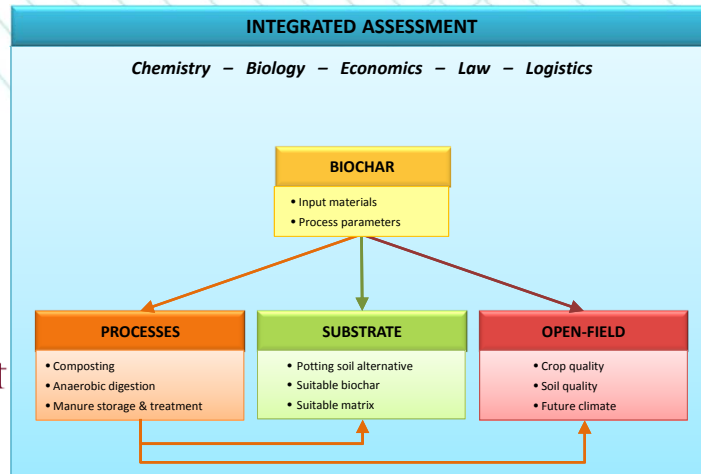 INTEGRATED ASSESSMENT
Chemistry – Biology – Economics – Law – Logistics
BIOCHAR
• Input materials
• Process parameters
PROCESSES
• Composting
• Anaerobic digestion
• Manure storage & treatment
SUBSTRATE
• Potting soil alternative
• Suitable biochar
• Suitable matrix
OPEN-FIELD
• Crop quality
• Soil quality
• Future climate
t